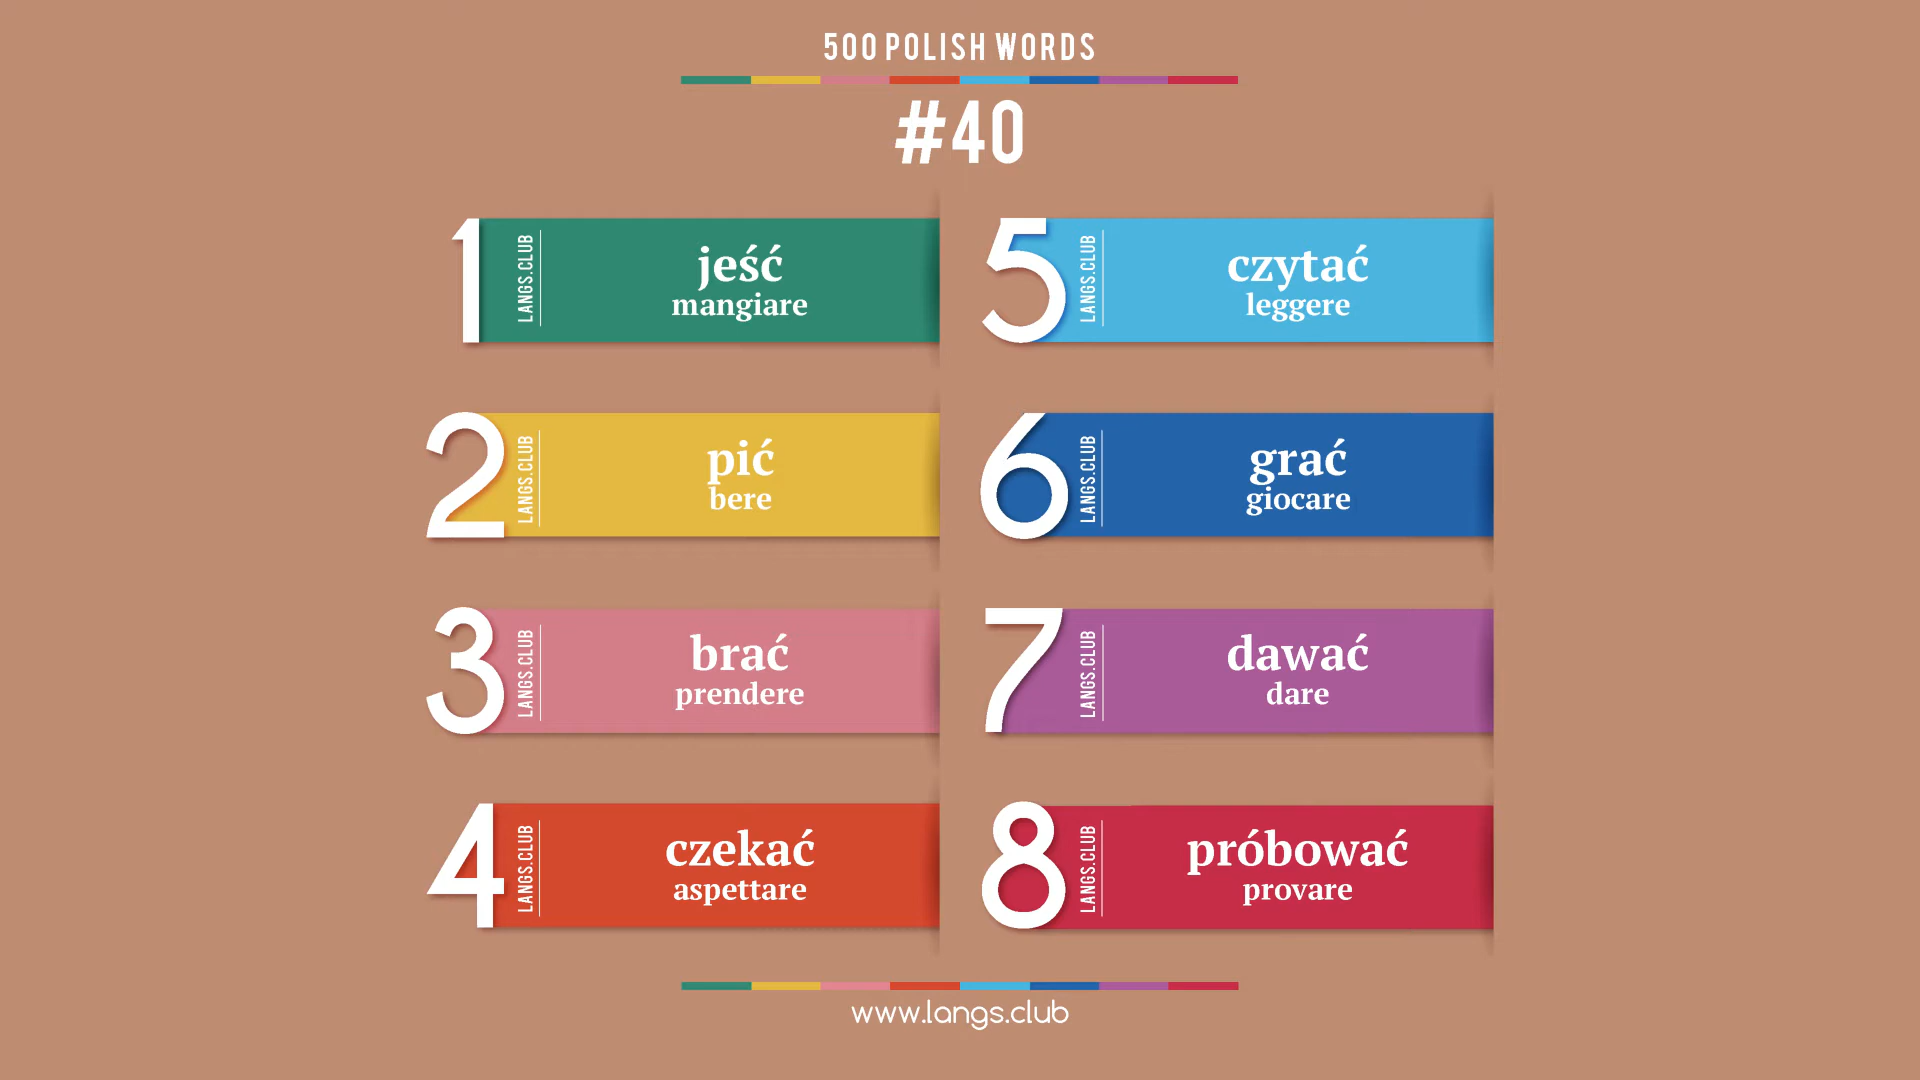 500 POLISH WORDS
#40
1
LANGS.CLUB
jeść
mangiare
2
LANGS.CLUB
pić
bere
3
LANGS.CLUB
brać
prendere
4
LANGS.CLUB
czekać
aspettare
5
LANGS.CLUB
czytać
leggere
6
LANGS.CLUB
grać
giocare
7
LANGS.CLUB
dawać
dare
8
LANGS.CLUB
próbować
provare
www.langs.club